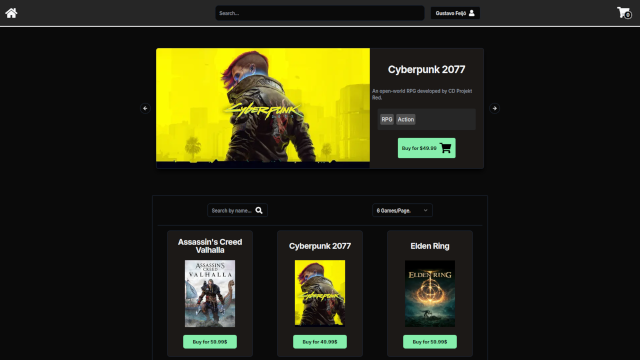 Search...
Gustavo Feijó
0
Cyberpunk 2077
An open-world RPG developed by CD Projekt
Red.
RPG Action
Buy for $49.99
CYBERPUNK
Search by name...
6 Games/Page.
Assassin's Creed
Valhalla
Cyberpunk 2077
Elden Ring
ASSASSIN'S
CREED
VALHALLA
CYBERPUNK
ELDEN RING
Buy for 59.99$
Buy for 49.99$
Buy for 59.99$